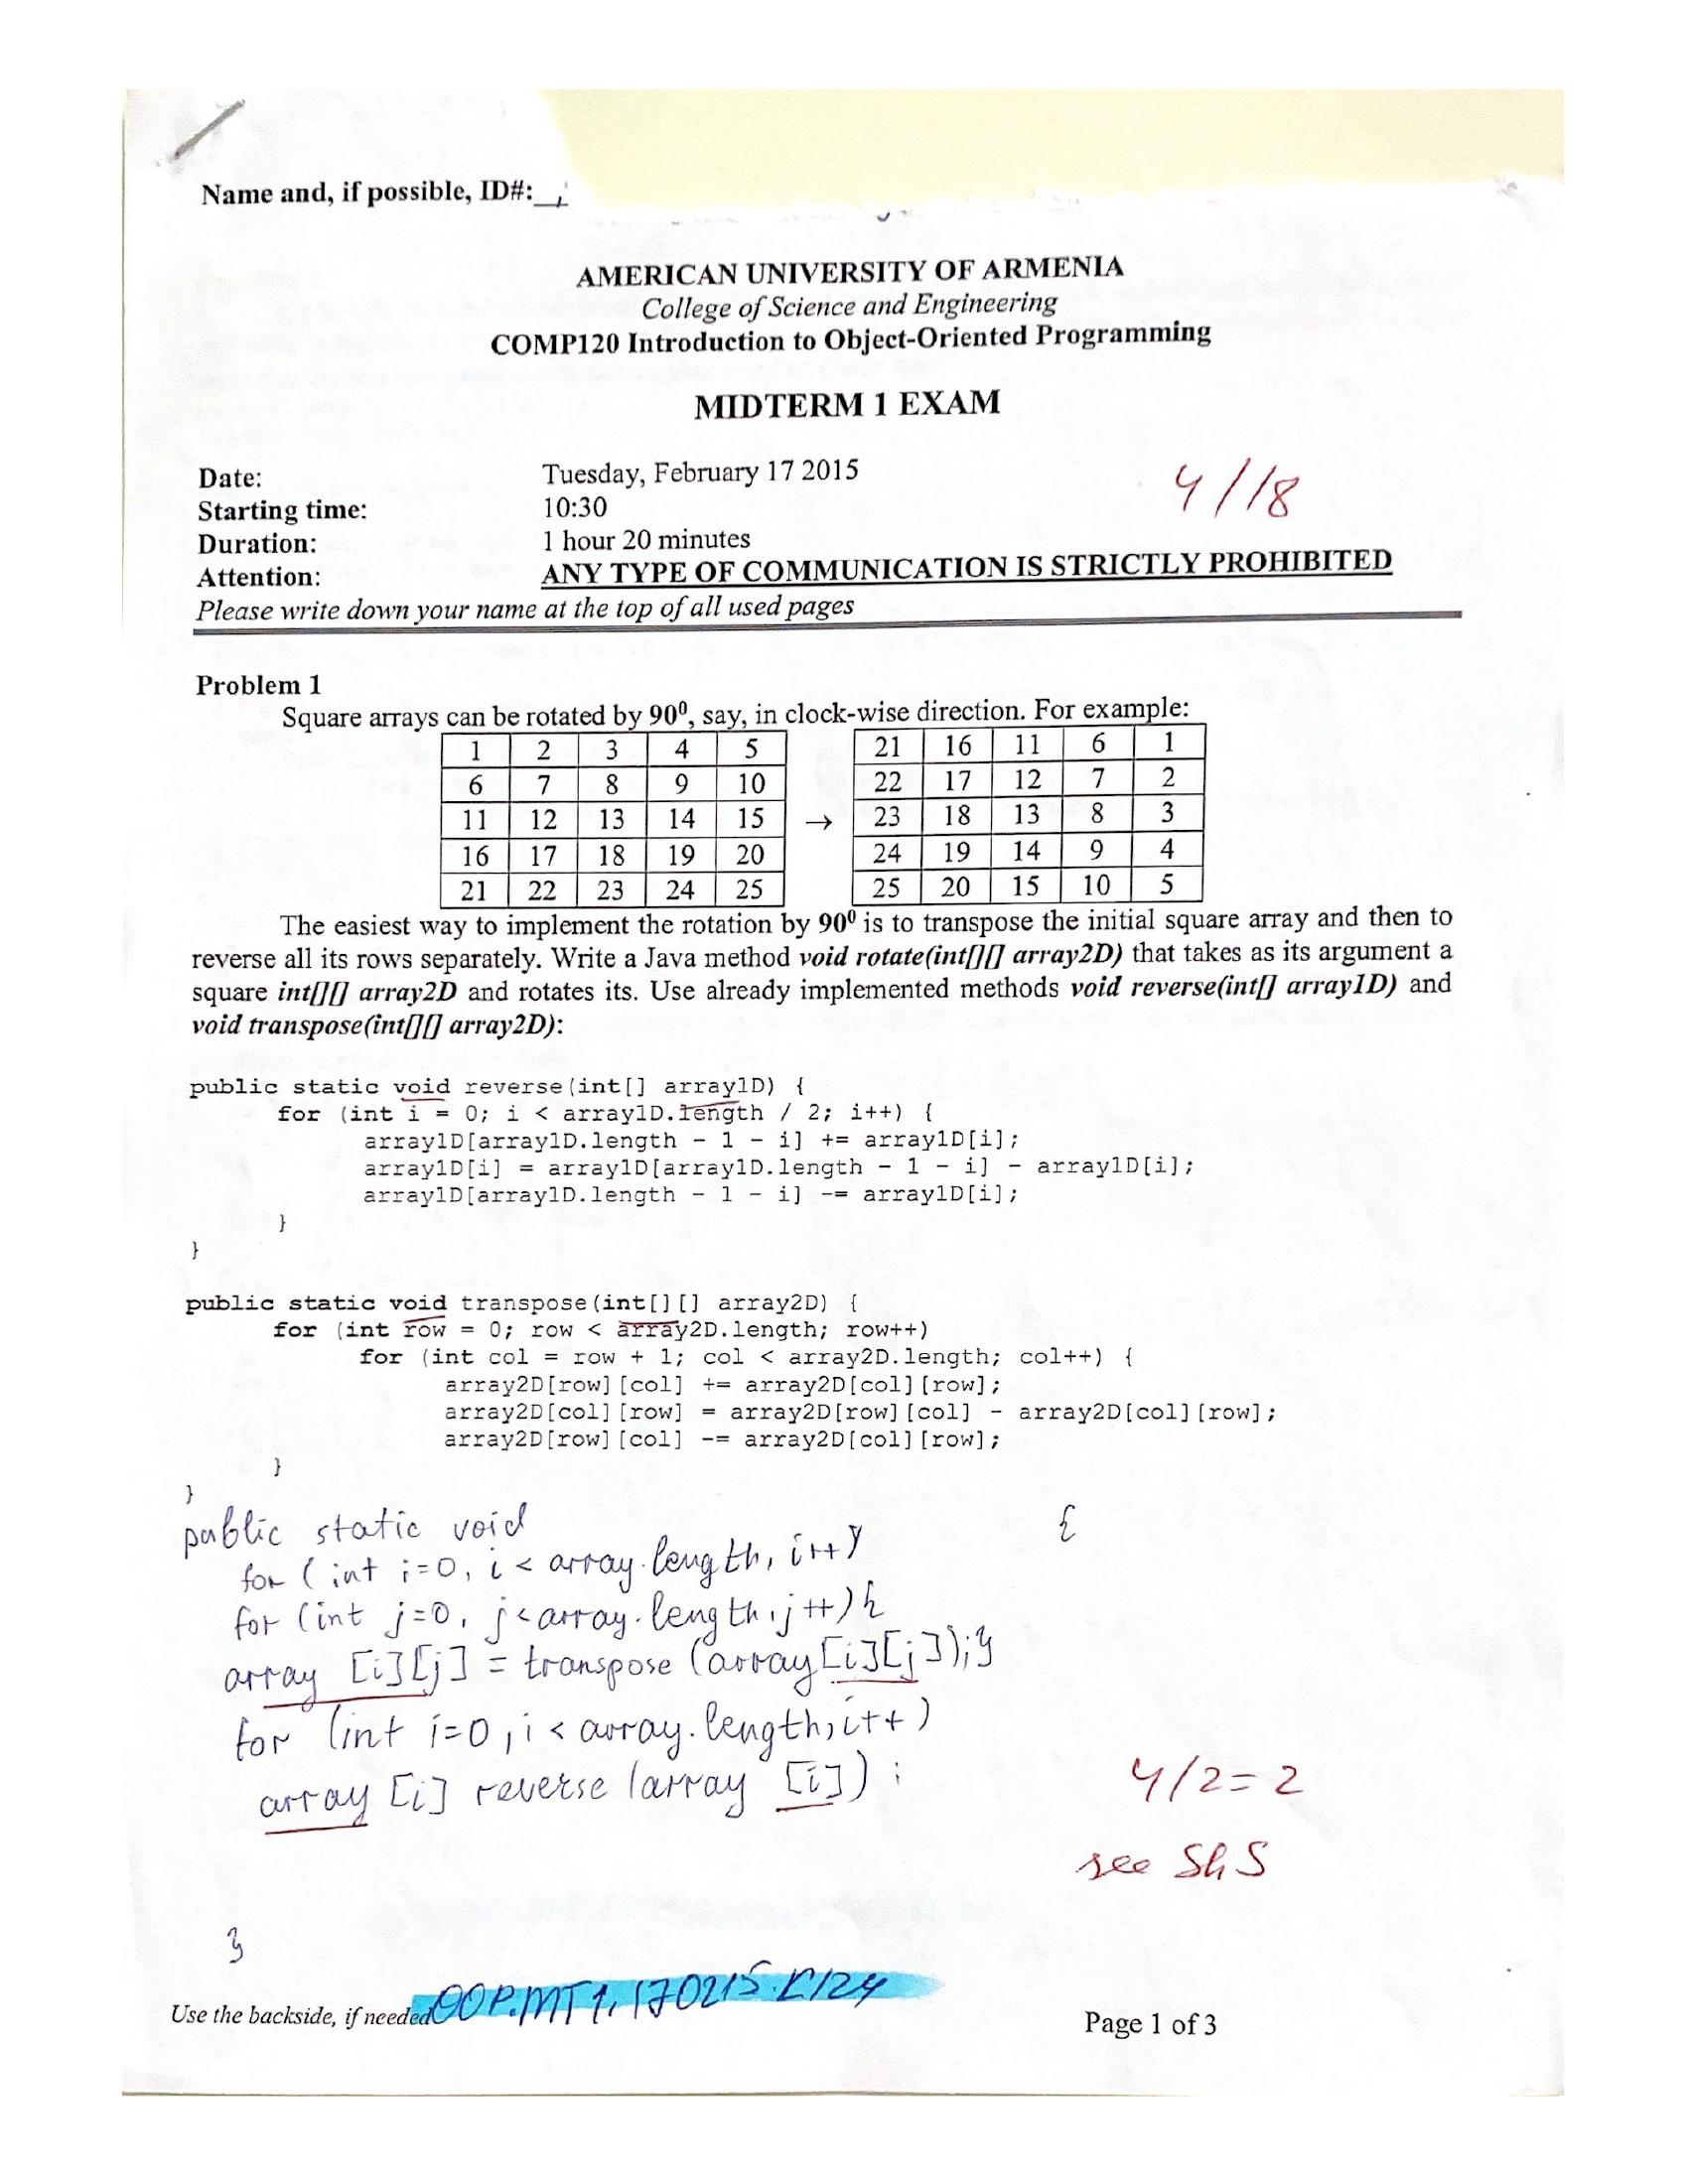 Name and, if possible, ID#:
AMERICAN UNIVERSITY OF ARMENIA
College of Science and Engineering
COMP120 Introduction to Object-Oriented Programming
MIDTERM 1 EXAM
Date: Tuesday, February 17 2015
4/18
Starting time: 10:30
Duration: 1 hour 20 minutes
Attention: ANY TYPE OF COMMUNICATION IS STRICTLY PROHIBITED
Please write down your name at the top of all used pages
Problem 1
Square arrays can be rotated by 90⁰, say, in clock-wise direction. For example:
1 2 3 4 5 21 16 11 6 1
6 7 8 9 10 22 17 12 7 2
11 12 13 14 15 → 23 18 13 8 3
16 17 18 19 20 24 19 14 9 4
21 22 23 24 25 25 20 15 10 5
The easiest way to implement the rotation by 90⁰ is to transpose the initial square array and then to
reverse all its rows separately. Write a Java method void rotate(int[][] array2D) that takes as its argument a
square int[][] array2D and rotates its. Use already implemented methods void reverse(int[] array1D) and
void transpose(int[][] array2D):
public static void reverse(int[] array1D) {
for (int i = 0; i < array1D.length / 2; i++) {
array1D[array1D.length - 1 - i] += array1D[i];
array1D[i] = array1D[array1D.length - 1 - i] - array1D[i];
array1D[array1D.length - 1 - i] -= array1D[i];
}
}
public static void transpose(int[][] array2D) {
for (int row = 0; row < array2D.length; row++)
for (int col = row + 1; col < array2D.length; col++) {
array2D[row][col] += array2D[col][row];
array2D[col][row] = array2D[row][col] - array2D[col][row];
array2D[row][col] -= array2D[col][row];
}
}
public static void {
for (int i=0, i < array.length, i++)
for (int j=0, j<array.length, j++) {
array [i][j] = transpose (array[i][j]);}
for (int i=0, i < array.length, i++)
array [i] reverse (array [i]);
4/2=2
see ShS
}
Use the backside, if needed
OOP.MT1.170215.K124
Page 1 of 3